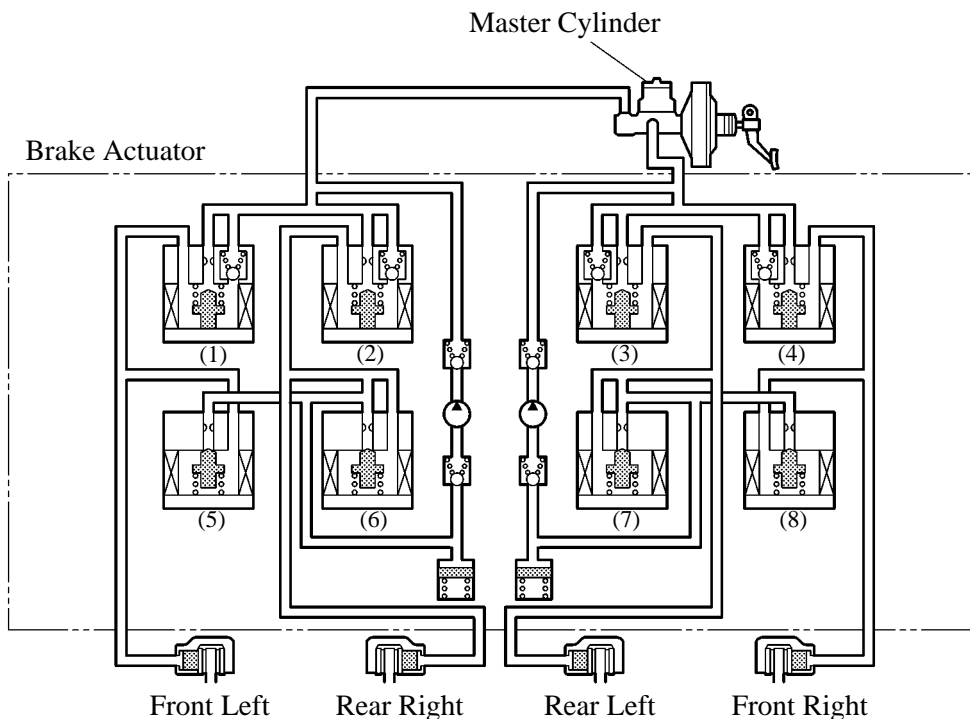 Master Cylinder
Brake Actuator
(1)
(2)
(3)
(4)
(5)
(6)
(7)
(8)
Front Left
Rear Right
Rear Left
Front Right